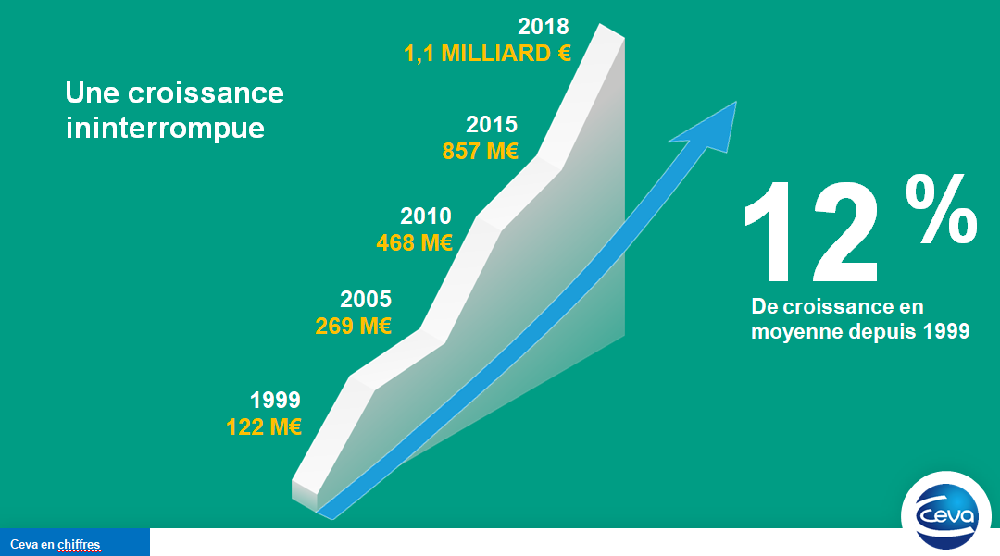 Une croissance
ininterrompue
2018
1,1 MILLIARD €
2015
857 M€
2010
468 M€
2005
269 M€
1999
122 M€
12 %
De croissance en
moyenne depuis 1999
Ceva en chiffres
ceva